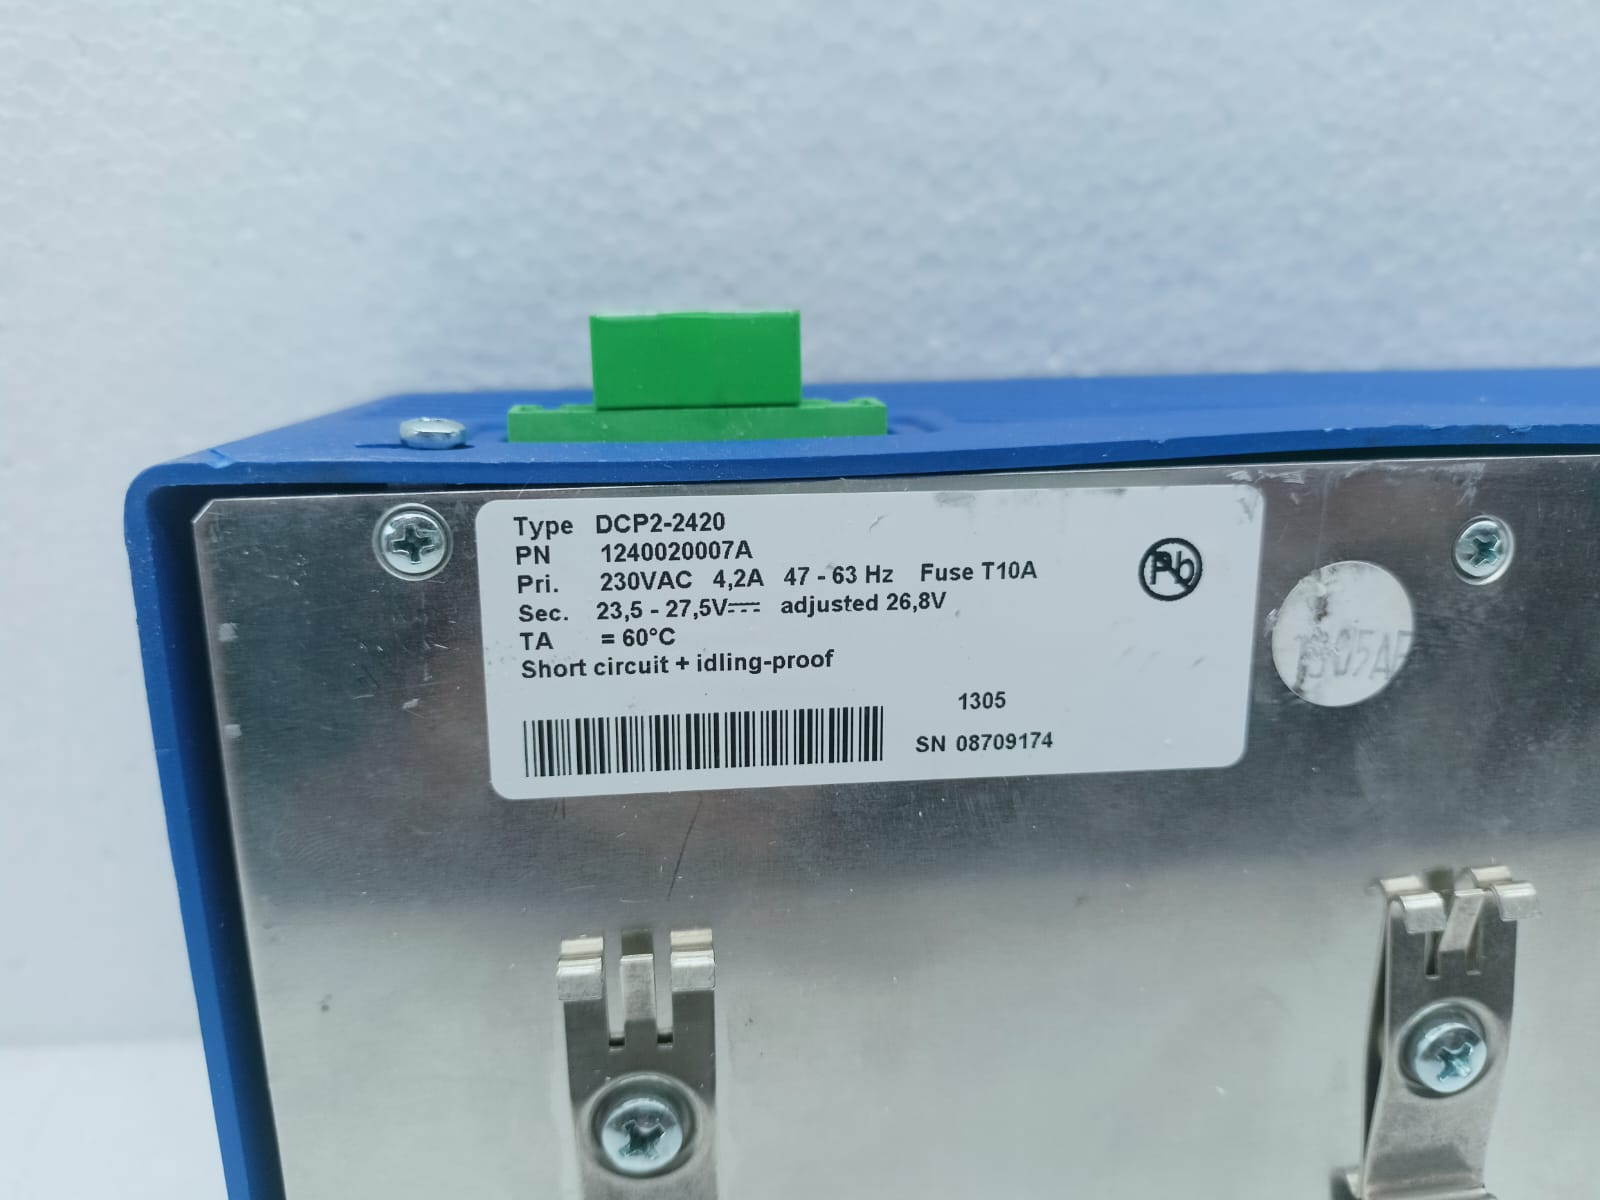 Type DCP2-2420
PN 1240020007A
Pri. 230VAC 4,2A 47 - 63 Hz Fuse T10A
Sec. 23,5 - 27,5V⎓ adjusted 26,8V
TA = 60°C
Short circuit + idling-proof
1305
SN 08709174
Pb